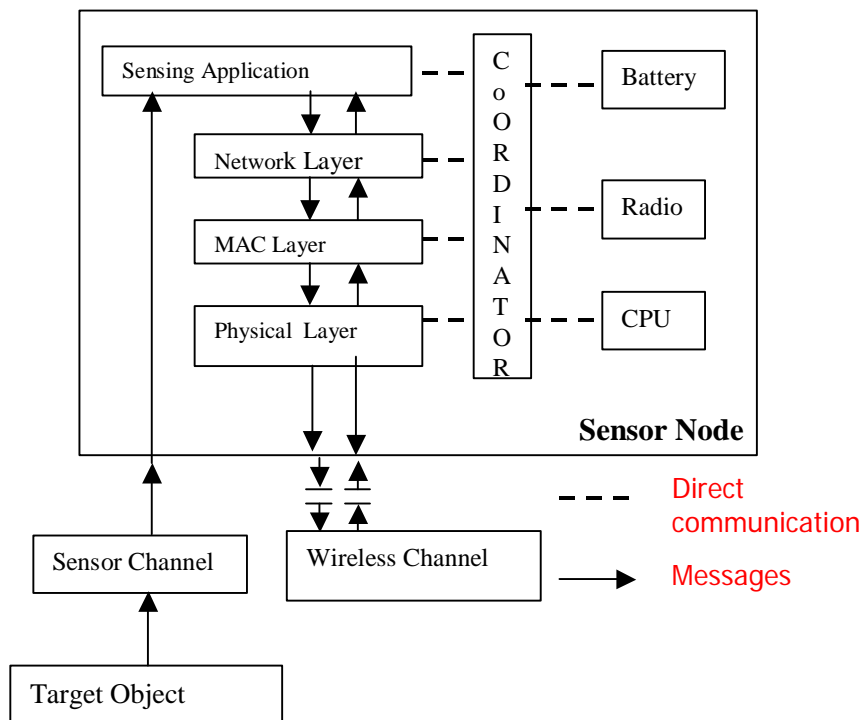 Sensing Application
CoORDINATOR
Battery
Network Layer
Radio
MAC Layer
Physical Layer
CPU
Sensor Node
Direct
communication
Sensor Channel
Wireless Channel
Messages
Target Object